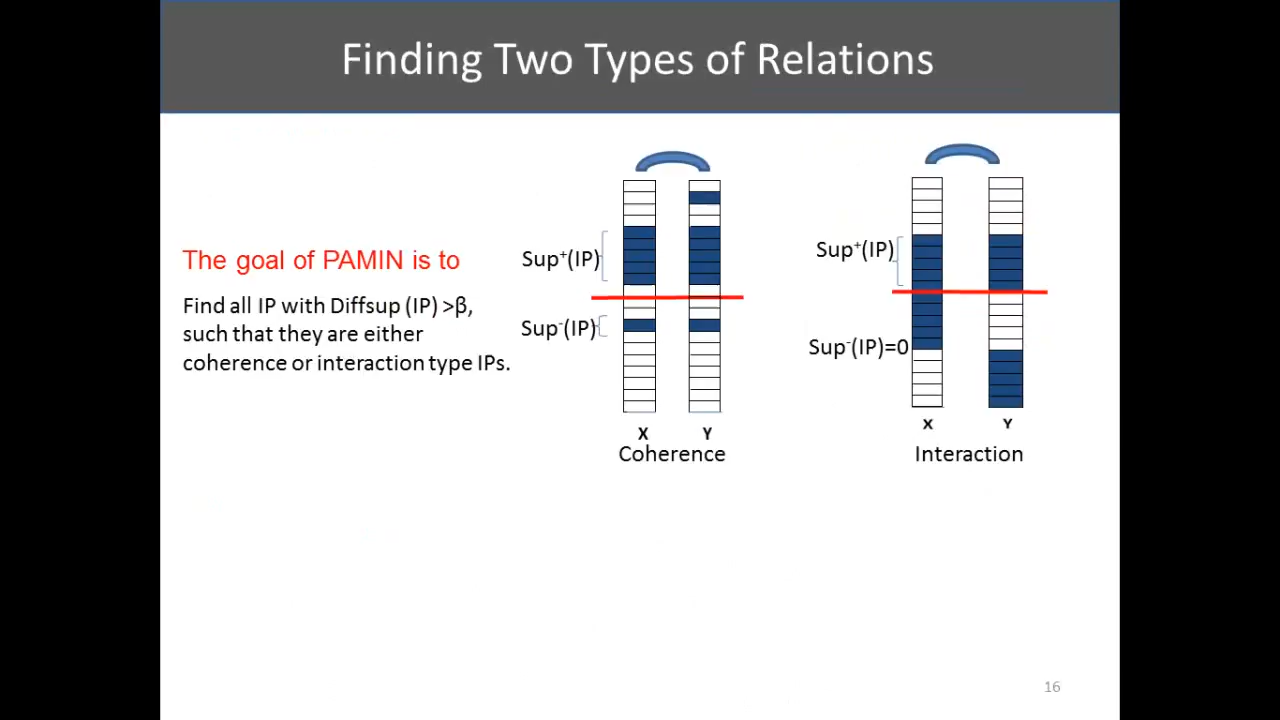 Finding Two Types of Relations
The goal of PAMIN is to
Find all IP with Diffsup (IP) >β,
such that they are either
coherence or interaction type IPs.
Sup⁺(IP)
Sup⁻(IP)
X Y
Coherence
Sup⁺(IP)
Sup⁻(IP)=0
X Y
Interaction
16